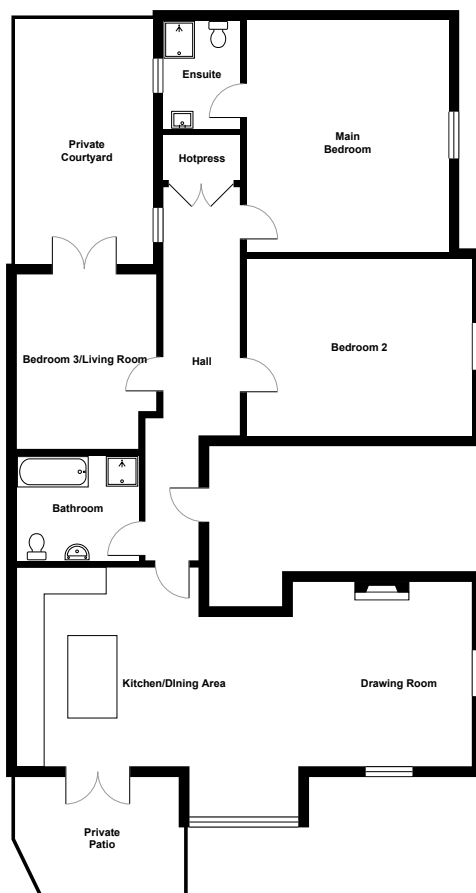 Ensuite
Private
Courtyard
Main
Bedroom
Hotpress
Bedroom 3/Living Room
Hall
Bedroom 2
Bathroom
Kitchen/DIning Area
Drawing Room
Private
Patio